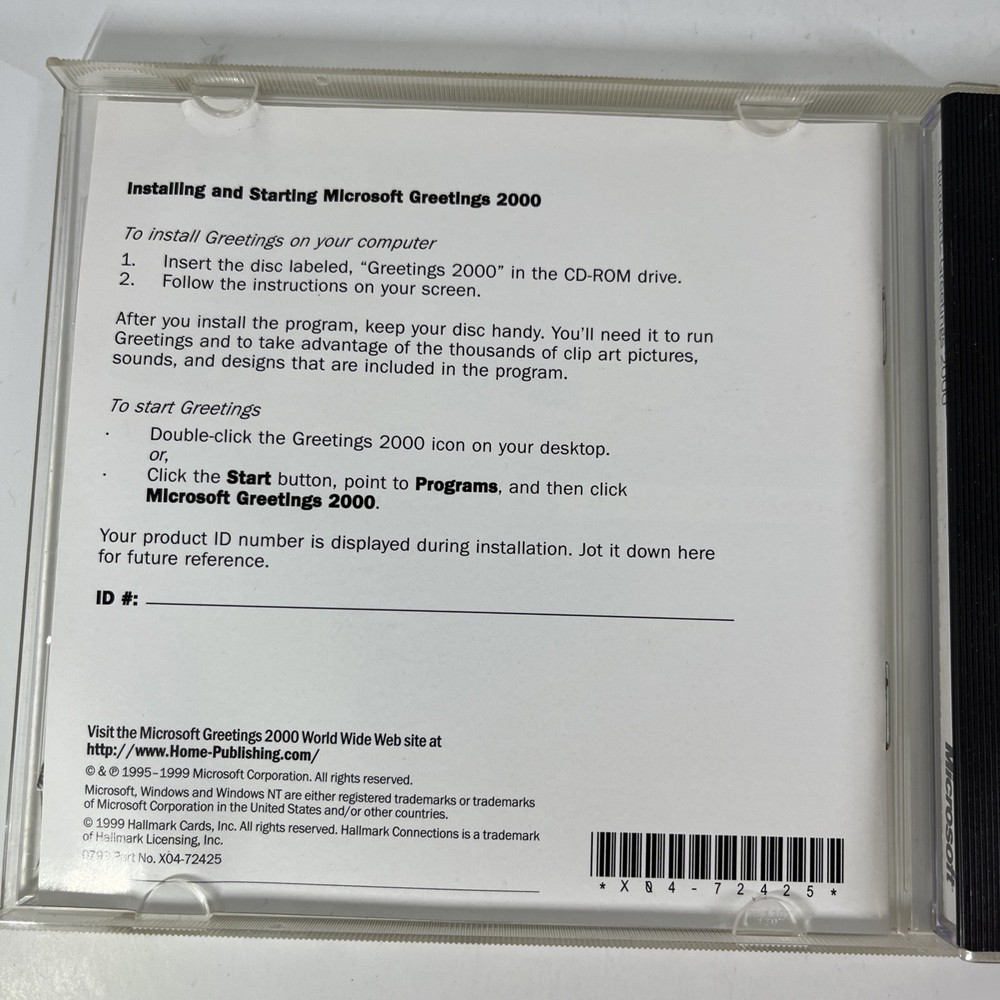 Installing and Starting Microsoft Greetings 2000
To install Greetings on your computer
1. Insert the disc labeled, “Greetings 2000” in the CD-ROM drive.
2. Follow the instructions on your screen.
After you install the program, keep your disc handy. You’ll need it to run
Greetings and to take advantage of the thousands of clip art pictures,
sounds, and designs that are included in the program.
To start Greetings
· Double-click the Greetings 2000 icon on your desktop.
or,
· Click the Start button, point to Programs, and then click
Microsoft Greetings 2000.
Your product ID number is displayed during installation. Jot it down here
for future reference.
ID #:
Visit the Microsoft Greetings 2000 World Wide Web site at
http://www.Home-Publishing.com/
© & ℗ 1995–1999 Microsoft Corporation. All rights reserved.
Microsoft, Windows and Windows NT are either registered trademarks or trademarks
of Microsoft Corporation in the United States and/or other countries.
© 1999 Hallmark Cards, Inc. All rights reserved. Hallmark Connections is a trademark
of Hallmark Licensing, Inc.
Part No. X04-72425
*X04-72425*
Microsoft Greetings 2000
Microsoft